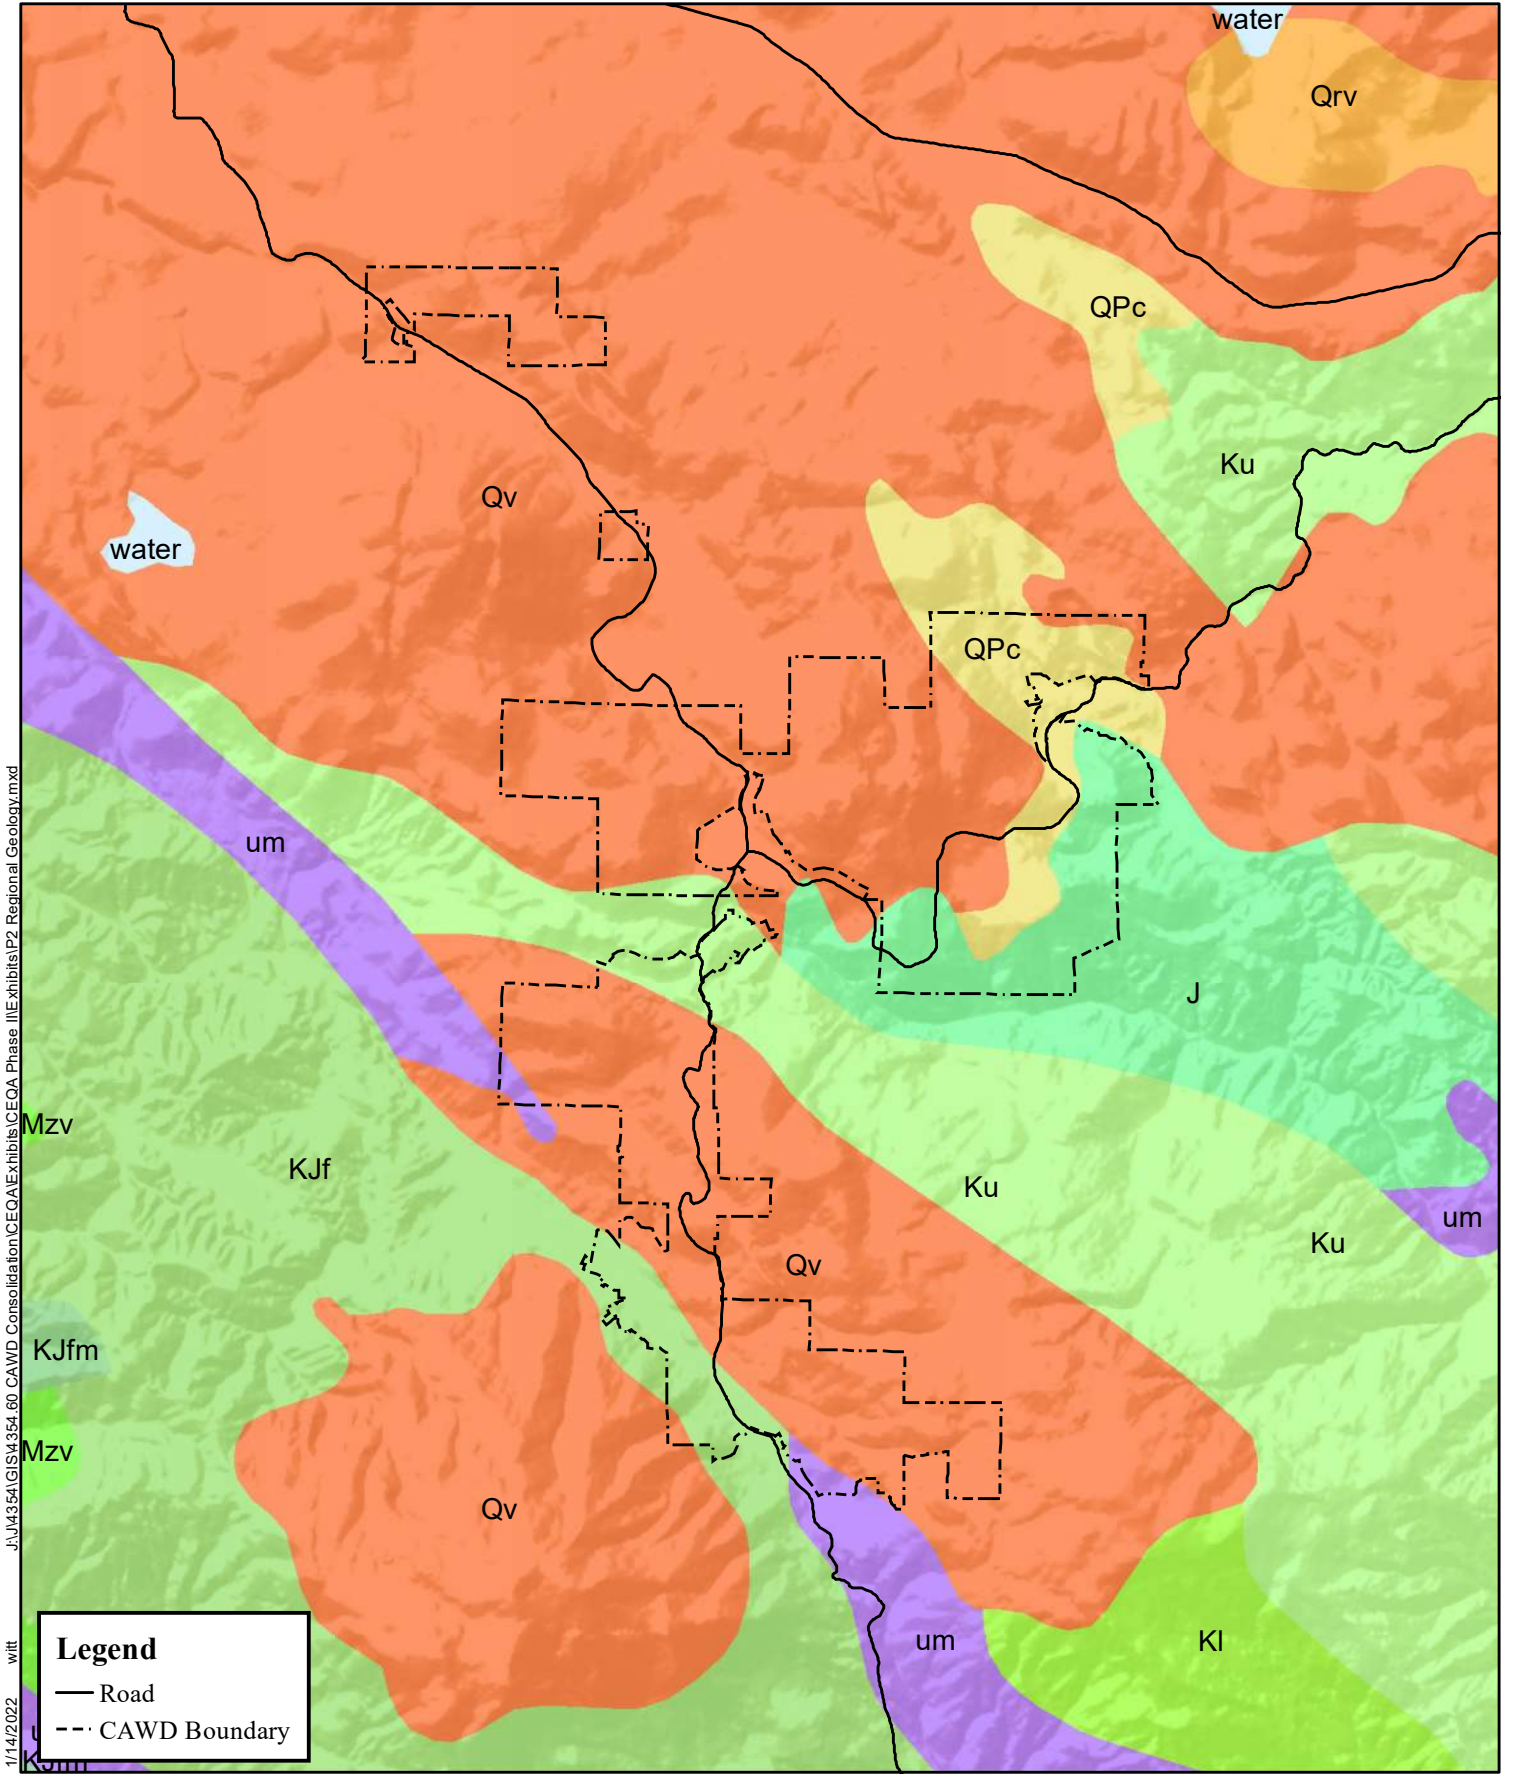 water
Qrv
QPc
Ku
Qv
water
QPc
um
J
Mzv
KJf
Ku
um
Ku
Qv
KJfm
Mzv
Qv
um
Kl
Legend
Road
CAWD Boundary
J:\J\4354\GIS\4354.60 CAWD Consolidation\CEQA\Exhibits\CEQA Phase II\Exhibits\P2 Regional Geology.mxd
witt
1/14/2022